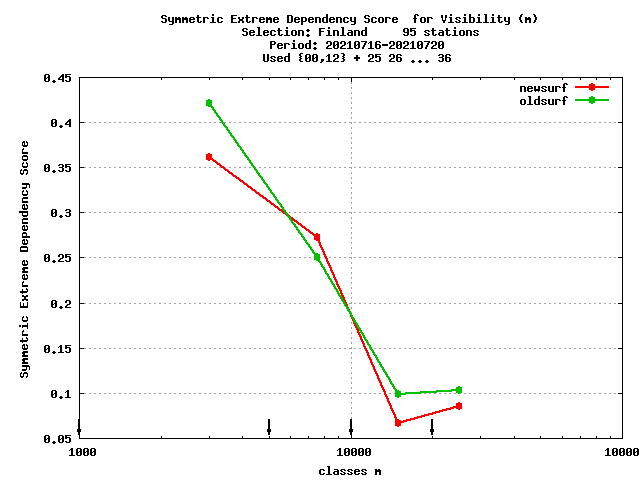 Symmetric Extreme Dependency Score  for Visibility (m)
Selection: Finland     95 stations
Period: 20210716-20210720
Used {00,12} + 25 26 ... 36
newsurf
oldsurf
Symmetric Extreme Dependency Score
0.45
0.4
0.35
0.3
0.25
0.2
0.15
0.1
0.05
1000
10000
10000
classes m